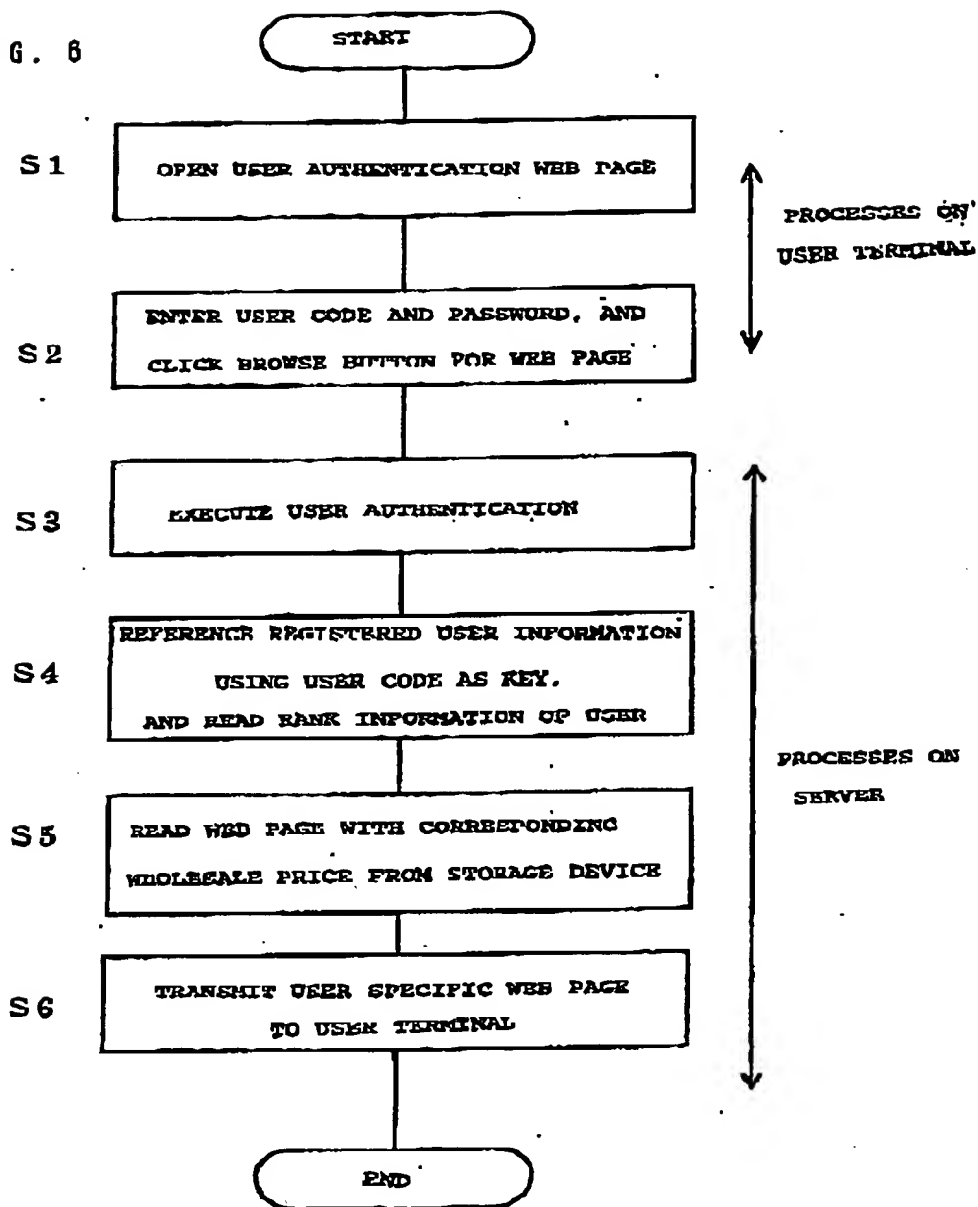 G. 6
START
S1
OPEN USER AUTHENTICATION WEB PAGE
PROCESSES ON
USER TERMINAL
S2
ENTER USER CODE AND PASSWORD, AND
CLICK BROWSE BUTTON FOR WEB PAGE
S3
EXECUTE USER AUTHENTICATION
S4
REFERENCE REGISTERED USER INFORMATION
USING USER CODE AS KEY.
AND READ RANK INFORMATION OF USER
PROCESSES ON
SERVER
S5
READ WEB PAGE WITH CORRESPONDING
WHOLESALE PRICE FROM STORAGE DEVICE
S6
TRANSMIT USER SPECIFIC WEB PAGE
TO USER TERMINAL
END